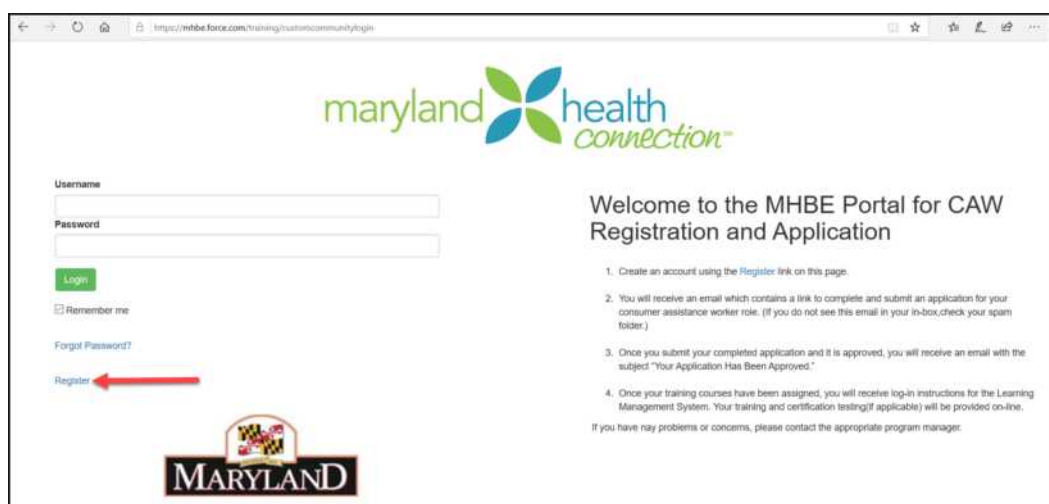 https://mhbe.force.com/training/customcommunitylogin
maryland health
connection
Username
Password
Login
Remember me
Forgot Password?
Register
MARYLAND
Welcome to the MHBE Portal for CAW
Registration and Application
1. Create an account using the Register link on this page.
2. You will receive an email which contains a link to complete and submit an application for your
consumer assistance worker role. (If you do not see this email in your in-box,check your spam
folder.)
3. Once you submit your completed application and it is approved, you will receive an email with the
subject "Your Application Has Been Approved."
4. Once your training courses have been assigned, you will receive log-in instructions for the Learning
Management System. Your training and certification testing(if applicable) will be provided on-line.
If you have nay problems or concerns, please contact the appropriate program manager.